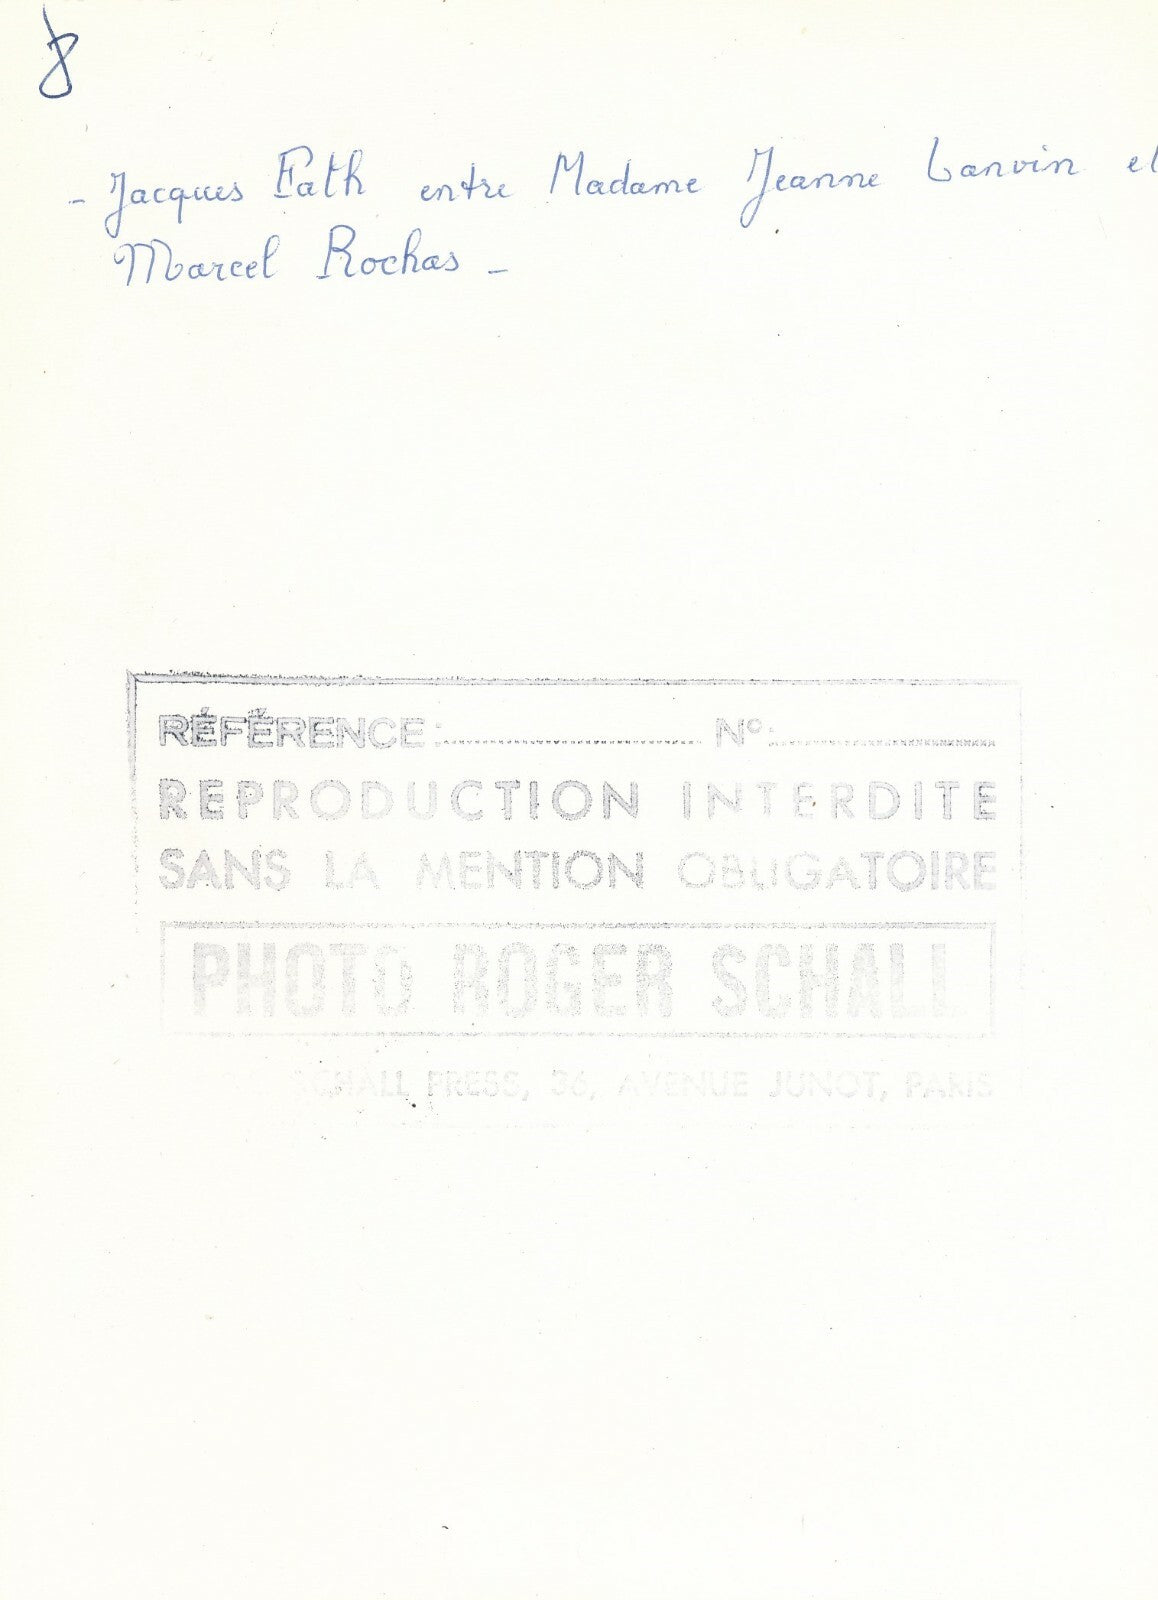 8
- Jacques Fath entre Madame Jeanne Lanvin et
Marcel Rochas -
RÉFÉRENCE: N°:
REPRODUCTION INTERDITE
SANS LA MENTION OBLIGATOIRE
PHOTO ROGER SCHALL
SCHALL PRESS, 36, AVENUE JUNOT, PARIS